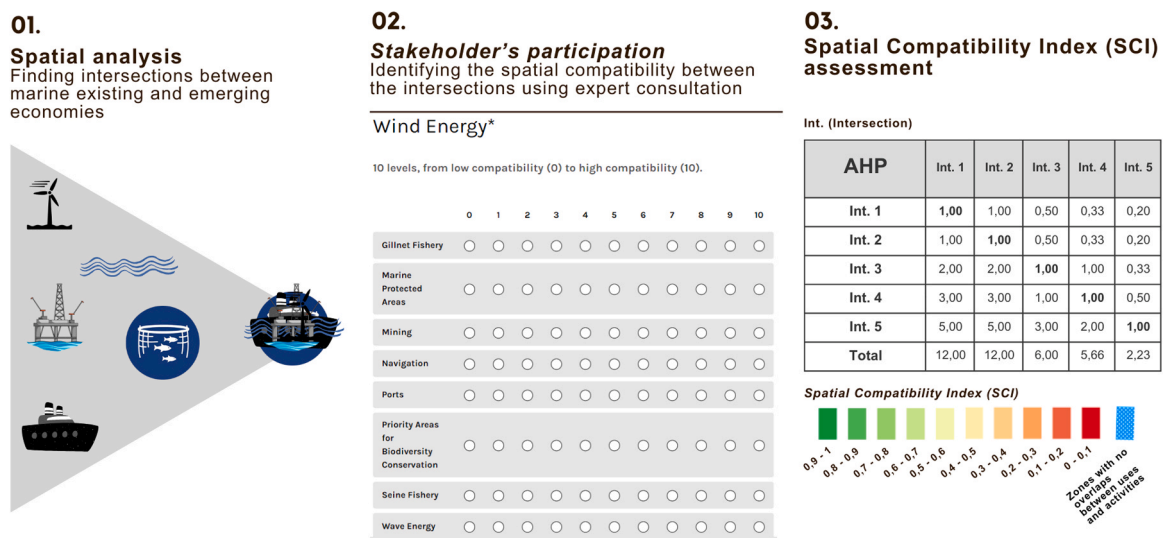 01.
Spatial analysis
Finding intersections between
marine existing and emerging
economies
02.
Stakeholder's participation
Identifying the spatial compatibility between
the intersections using expert consultation
Wind Energy*
10 levels, from low compatibility (0) to high compatibility (10).
0 1 2 3 4 5 6 7 8 9 10
Gillnet Fishery
Marine
Protected
Areas
Mining
Navigation
Ports
Priority Areas
for
Biodiversity
Conservation
Seine Fishery
Wave Energy
03.
Spatial Compatibility Index (SCI)
assessment
Int. (Intersection)
AHP Int. 1 Int. 2 Int. 3 Int. 4 Int. 5
Int. 1 1,00 1,00 0,50 0,33 0,20
Int. 2 1,00 1,00 0,50 0,33 0,20
Int. 3 2,00 2,00 1,00 1,00 0,33
Int. 4 3,00 3,00 1,00 1,00 0,50
Int. 5 5,00 5,00 3,00 2,00 1,00
Total 12,00 12,00 6,00 5,66 2,23
Spatial Compatibility Index (SCI)
0,9 - 1
0,8 - 0,9
0,7 - 0,8
0,6 - 0,7
0,5 - 0,6
0,4 - 0,5
0,3 - 0,4
0,2 - 0,3
0,1 - 0,2
0 - 0,1
Zones with no
overlaps
between uses
and activities